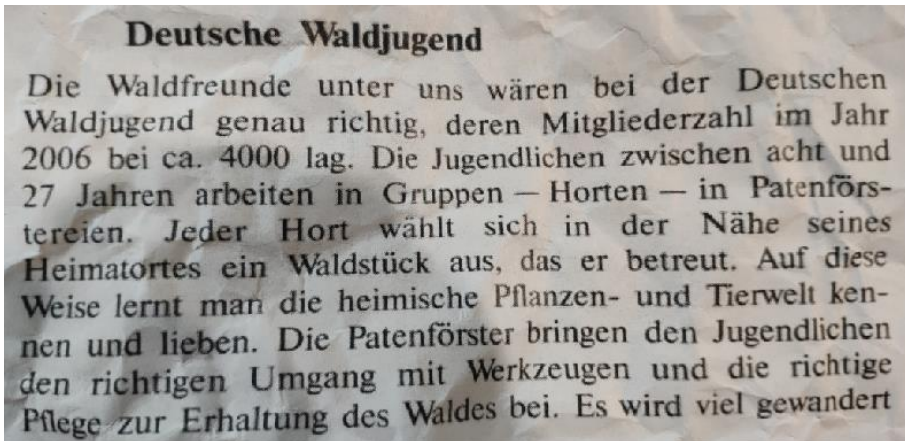 Deutsche Waldjugend
Die Waldfreunde unter uns wären bei der Deutschen
Waldjugend genau richtig, deren Mitgliederzahl im Jahr
2006 bei ca. 4000 lag. Die Jugendlichen zwischen acht und
27 Jahren arbeiten in Gruppen — Horten — in Patenförs-
tereien. Jeder Hort wählt sich in der Nähe seines
Heimatortes ein Waldstück aus, das er betreut. Auf diese
Weise lernt man die heimische Pflanzen- und Tierwelt ken-
nen und lieben. Die Patenförster bringen den Jugendlichen
den richtigen Umgang mit Werkzeugen und die richtige
Pflege zur Erhaltung des Waldes bei. Es wird viel gewandert